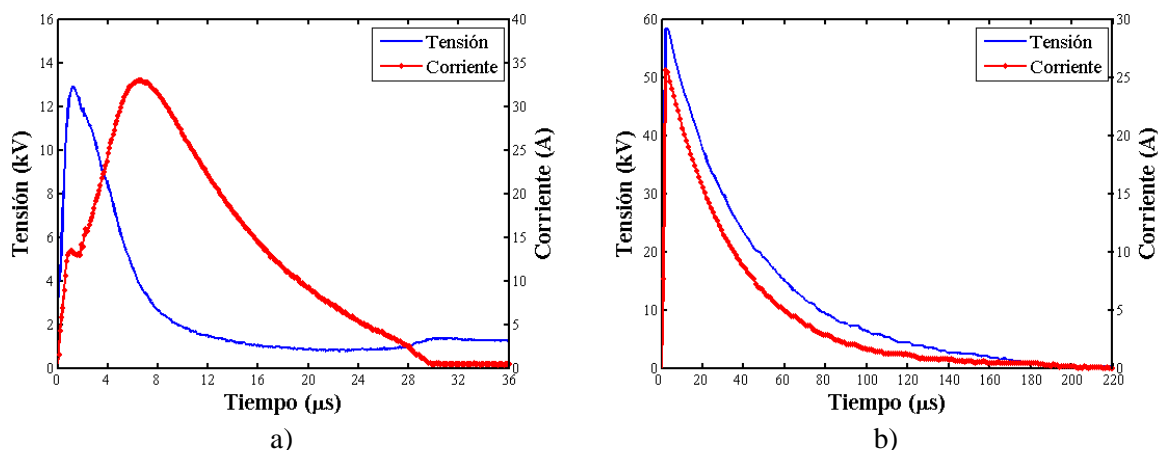 16
14
12
10
8
6
4
2
0
Tensión (kV)
Tensión
Corriente
40
35
30
25
20
15
10
5
0
Corriente (A)
0 4 8 12 16 20 24 28 32 36
Tiempo (μs)
a)
60
50
40
30
20
10
0
Tensión (kV)
Tensión
Corriente
30
25
20
15
10
5
0
Corriente (A)
0 20 40 60 80 100 120 140 160 180 200 220
Tiempo (μs)
b)